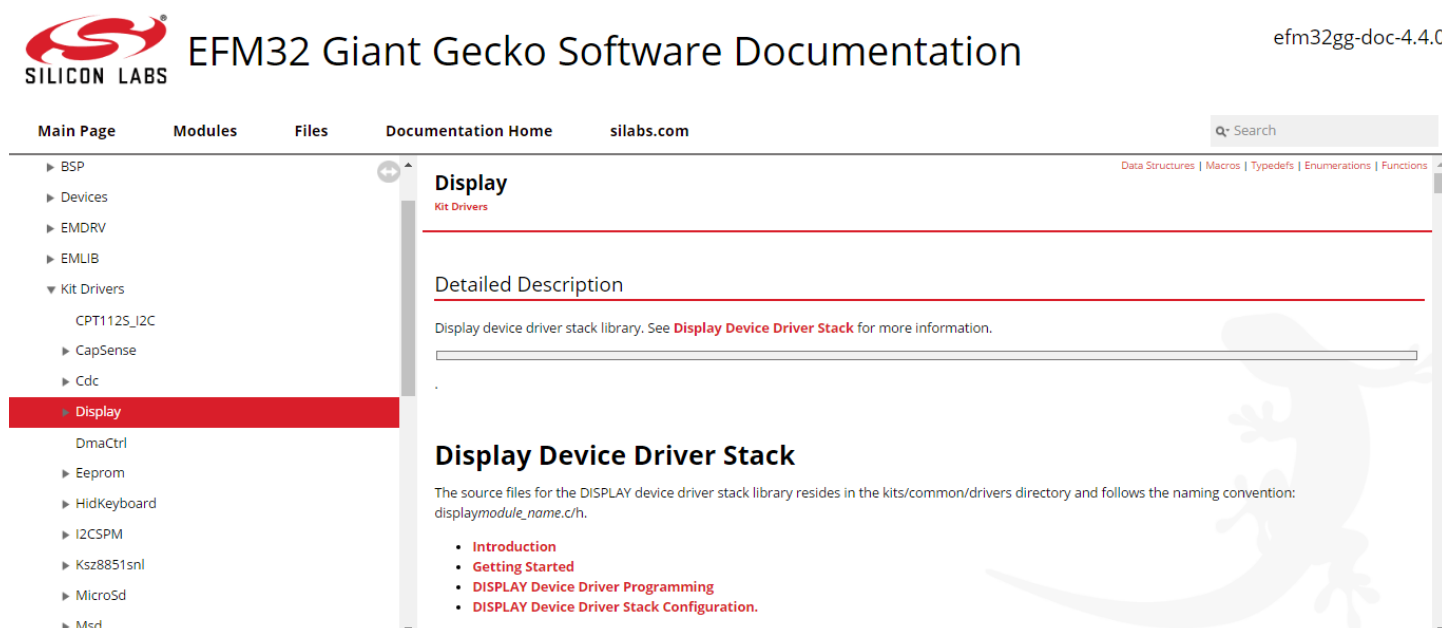 SILICON LABS
EFM32 Giant Gecko Software Documentation
efm32gg-doc-4.4.0
Main Page
Modules
Files
Documentation Home
silabs.com
Search
BSP
Devices
EMDRV
EMLIB
Kit Drivers
CPT112S_I2C
CapSense
Cdc
Display
DmaCtrl
Eeprom
HidKeyboard
I2CSPM
Ksz8851snl
MicroSd
Msd
Data Structures | Macros | Typedefs | Enumerations | Functions
Display
Kit Drivers
Detailed Description
Display device driver stack library. See Display Device Driver Stack for more information.
.
Display Device Driver Stack
The source files for the DISPLAY device driver stack library resides in the kits/common/drivers directory and follows the naming convention:
displaymodule_name.c/h.
• Introduction
• Getting Started
• DISPLAY Device Driver Programming
• DISPLAY Device Driver Stack Configuration.